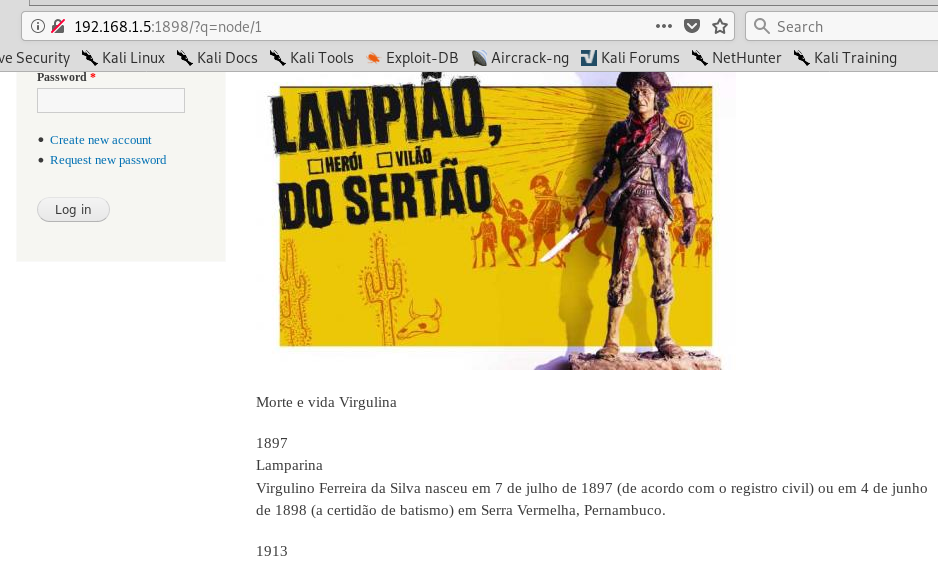 192.168.1.5:1898/?q=node/1
Search
ve Security Kali Linux Kali Docs Kali Tools Exploit-DB Aircrack-ng Kali Forums NetHunter Kali Training
Password *
Create new account
Request new password
Log in
LAMPIÃO,
HERÓI VILÃO
DO SERTÃO
Morte e vida Virgulina
1897
Lamparina
Virgulino Ferreira da Silva nasceu em 7 de julho de 1897 (de acordo com o registro civil) ou em 4 de junho
de 1898 (a certidão de batismo) em Serra Vermelha, Pernambuco.
1913